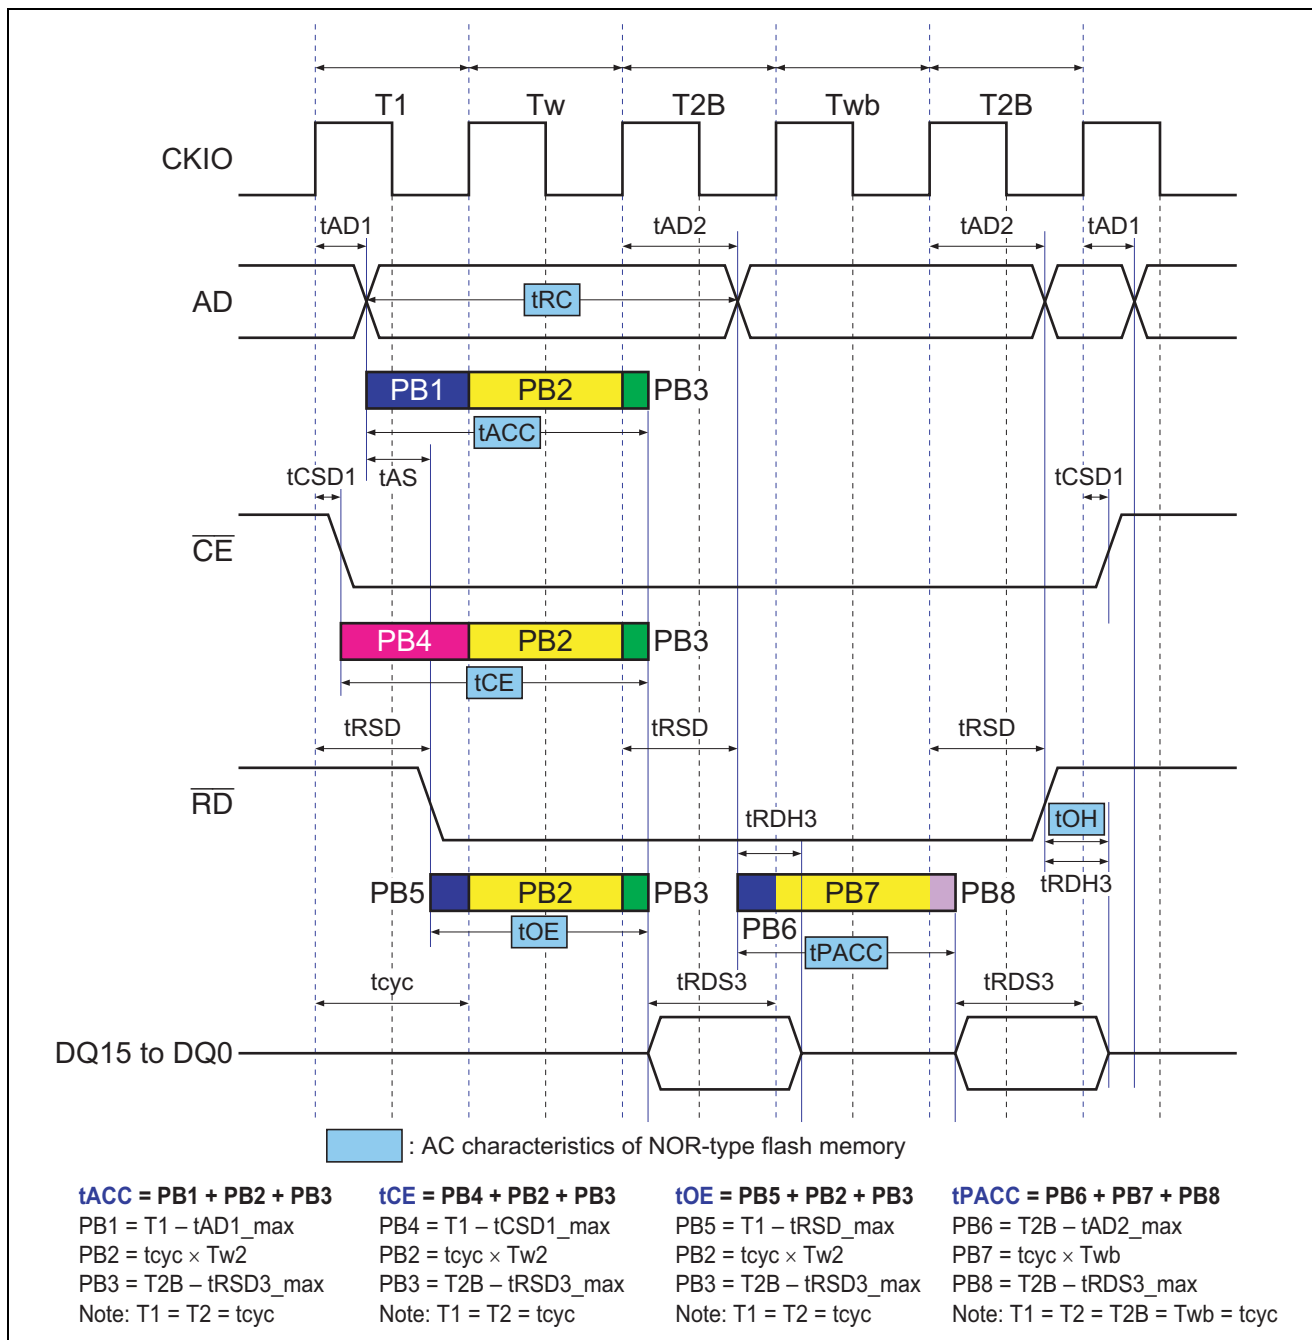 T1 Tw T2B Twb T2B
CKIO
tAD1 tAD2 tAD2 tAD1
AD
tRC
PB1 PB2 PB3
tACC
tCSD1 tAS tCSD1
CE
PB4 PB2 PB3
tCE
tRSD tRSD tRSD
RD
tRDH3 tOH
tRDH3
PB5 PB2 PB3 PB7 PB8
PB6
tOE tPACC
tcyc tRDS3 tRDS3
DQ15 to DQ0
: AC characteristics of NOR-type flash memory
tACC = PB1 + PB2 + PB3
PB1 = T1 – tAD1_max
PB2 = tcyc × Tw2
PB3 = T2B – tRSD3_max
Note: T1 = T2 = tcyc
tCE = PB4 + PB2 + PB3
PB4 = T1 – tCSD1_max
PB2 = tcyc × Tw2
PB3 = T2B – tRSD3_max
Note: T1 = T2 = tcyc
tOE = PB5 + PB2 + PB3
PB5 = T1 – tRSD_max
PB2 = tcyc × Tw2
PB3 = T2B – tRSD3_max
Note: T1 = T2 = tcyc
tPACC = PB6 + PB7 + PB8
PB6 = T2B – tAD2_max
PB7 = tcyc × Twb
PB8 = T2B – tRDS3_max
Note: T1 = T2 = T2B = Twb = tcyc